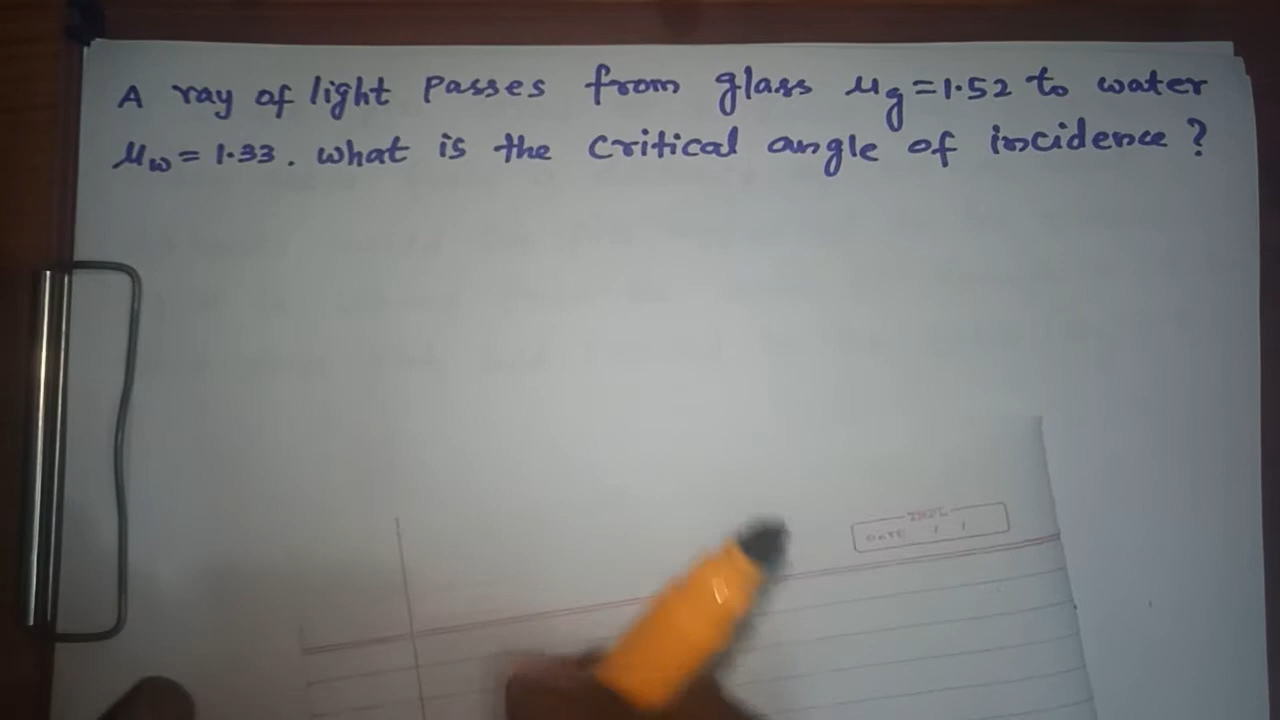 A ray of light Passes from glass μg=1.52 to water
μw=1.33. what is the critical angle of incidence?
DATE / /